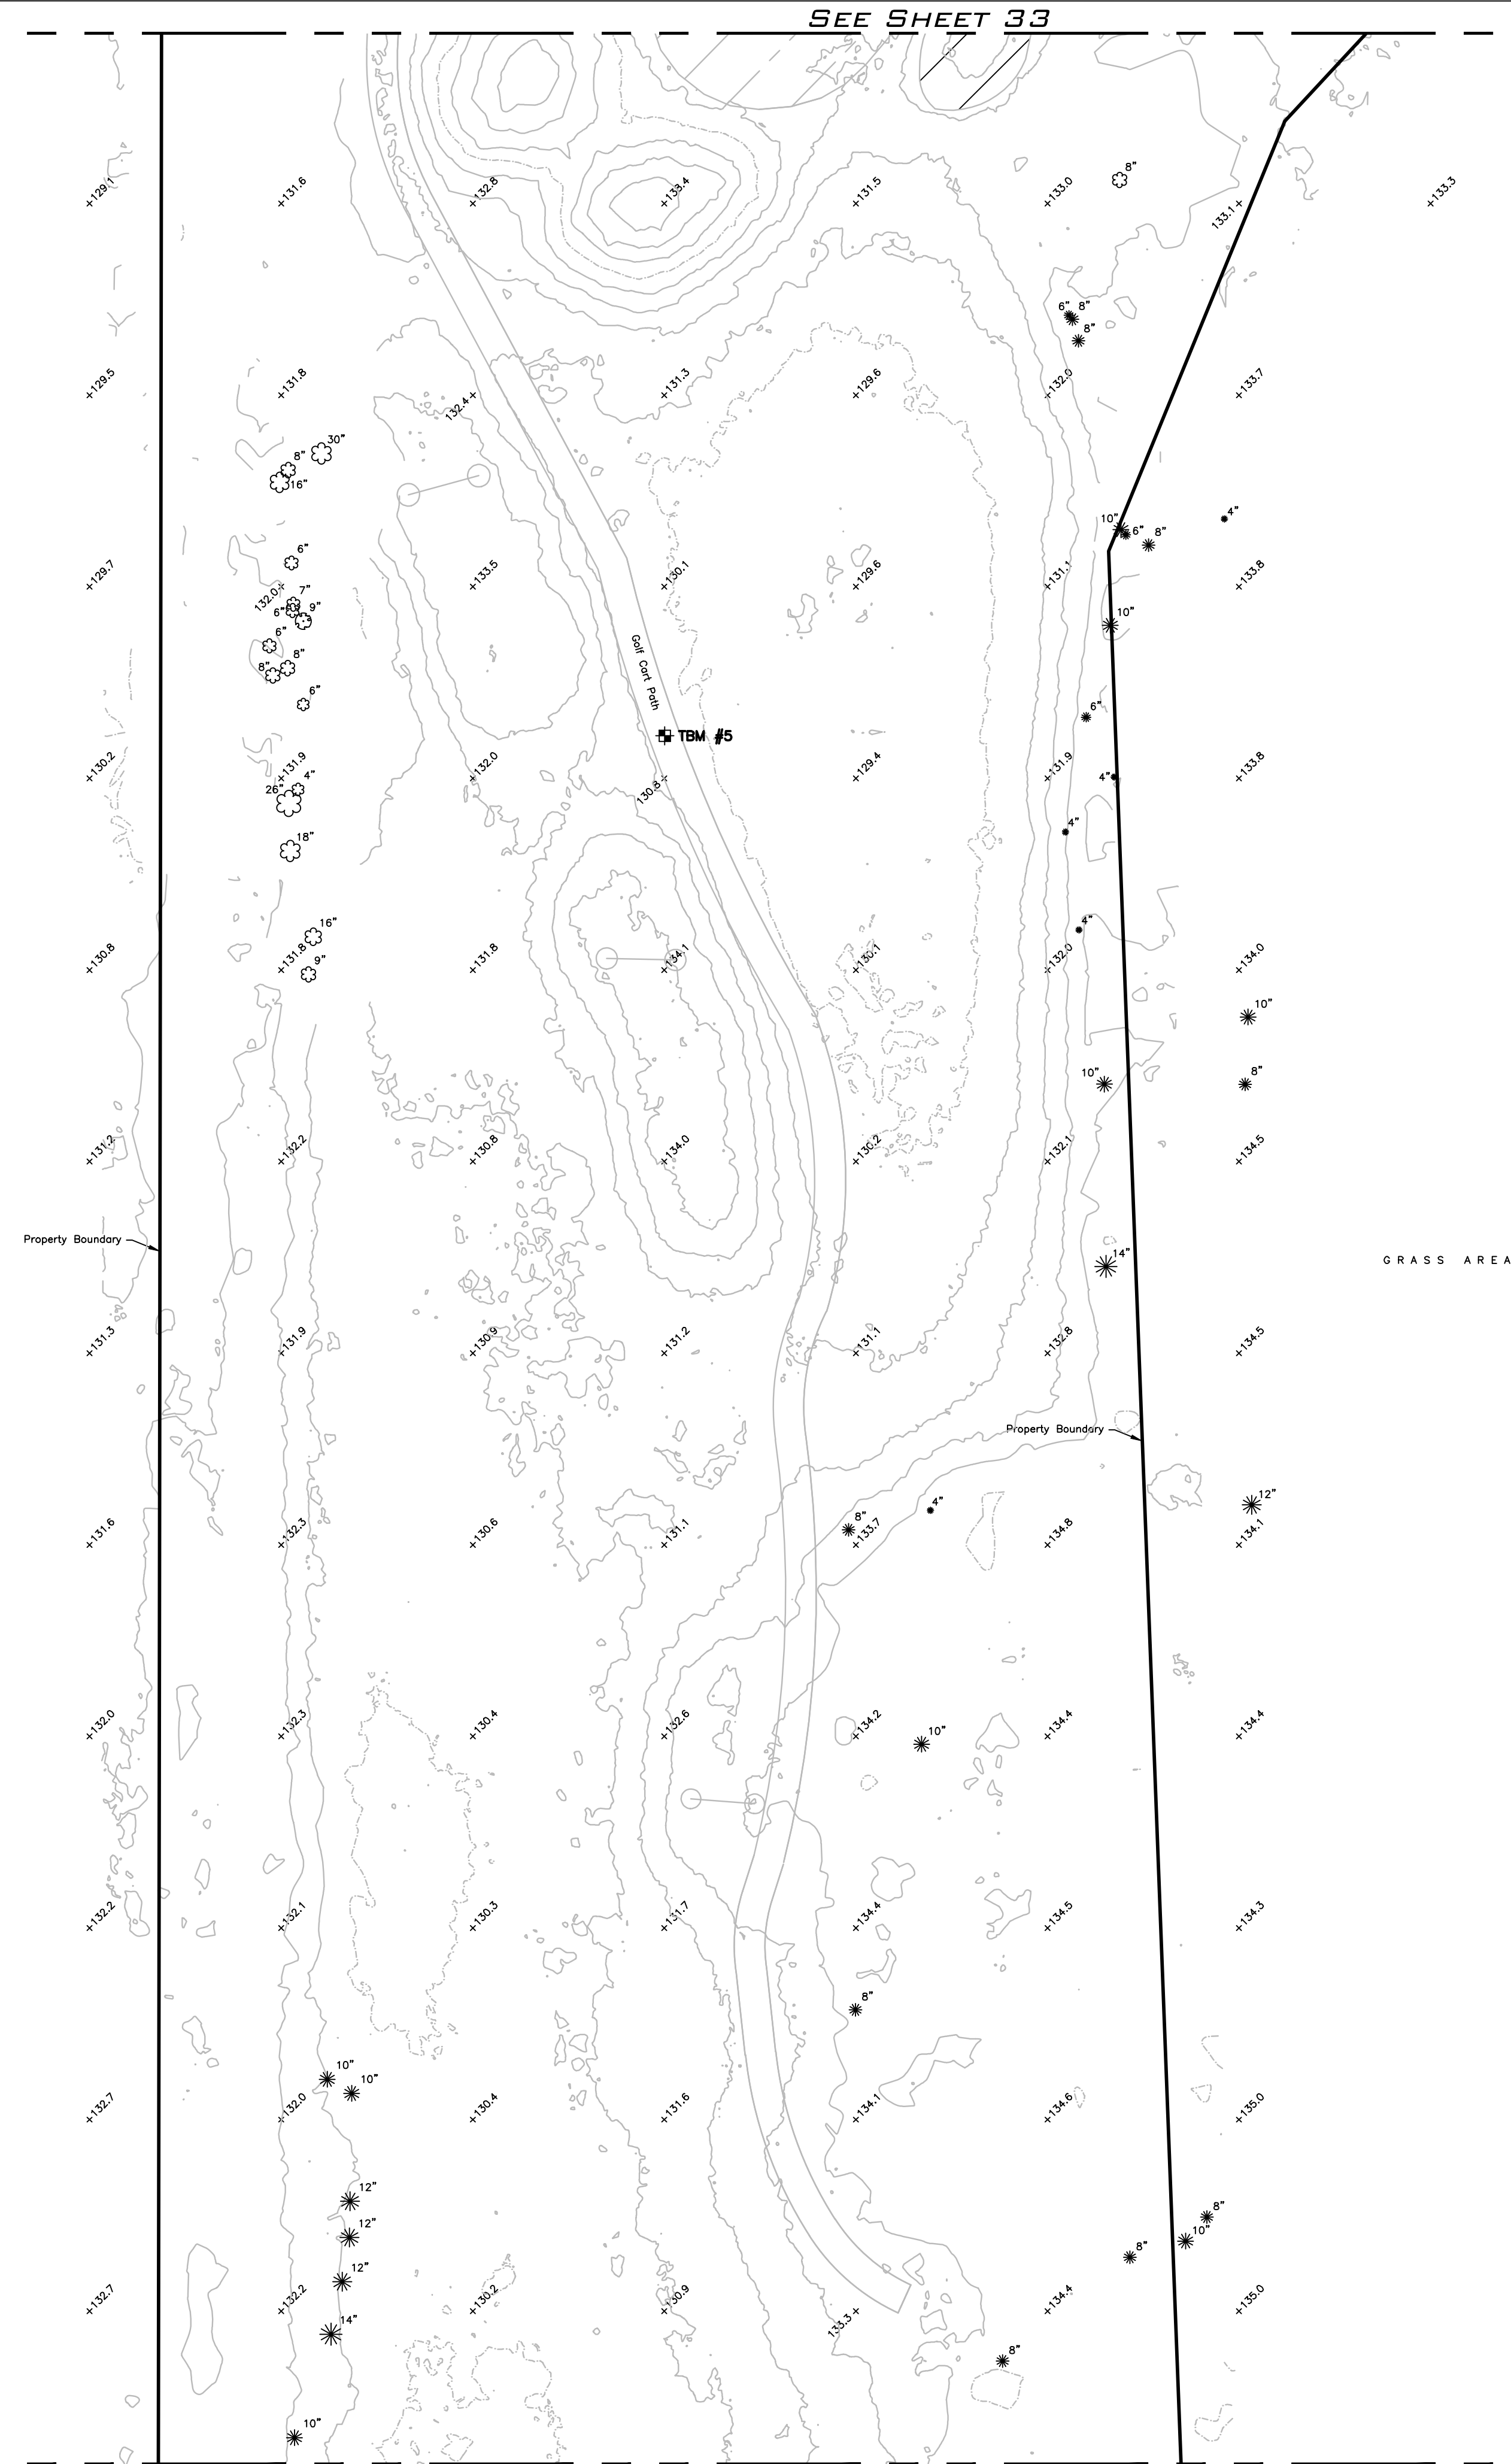 SEE SHEET 33
8"
+129.1 +131.6 +132.8 +133.4 +131.5 +133.0 133.1+ +133.3
6" 8"
8"
+129.5 +131.8 132.4+ +131.3 +129.6 +132.0 +133.7
30"
8"
16"
10" 6" 8" 4"
6"
+129.7 132.0+ +133.5 +130.1 +129.6 +131.1 +133.8
7"
6" 9"
10"
6"
8" 8"
Golf Cart Path
6"
6"
TBM #5
+130.2 +131.9 +132.0 130.8+ +129.4 +131.9 +133.8
4"
26" 4"
4"
18"
16"
4"
+130.8 +131.8 +131.8 +134.1 +130.1 +132.0 +134.0
9"
10"
10" 8"
+131.2 +132.2 +130.8 +134.0 +130.2 +132.1 +134.5
Property Boundary
14"
GRASS AREA
+131.3 +131.9 +130.9 +131.2 +131.1 +132.8 +134.5
Property Boundary
12"
4"
8"
+131.6 +132.3 +130.6 +131.1 +133.7 +134.8 +134.1
+132.0 +132.3 +130.4 +132.6 +134.2 +134.4 +134.4
10"
+132.2 +132.1 +130.3 +131.7 +134.4 +134.5 +134.3
8"
10"
10"
+132.7 +132.0 +130.4 +131.6 +134.1 +134.6 +135.0
12"
8"
12"
10"
8"
12"
+132.7 +132.2 +130.2 +130.9 133.3+ +134.4 +135.0
14"
8"
10"